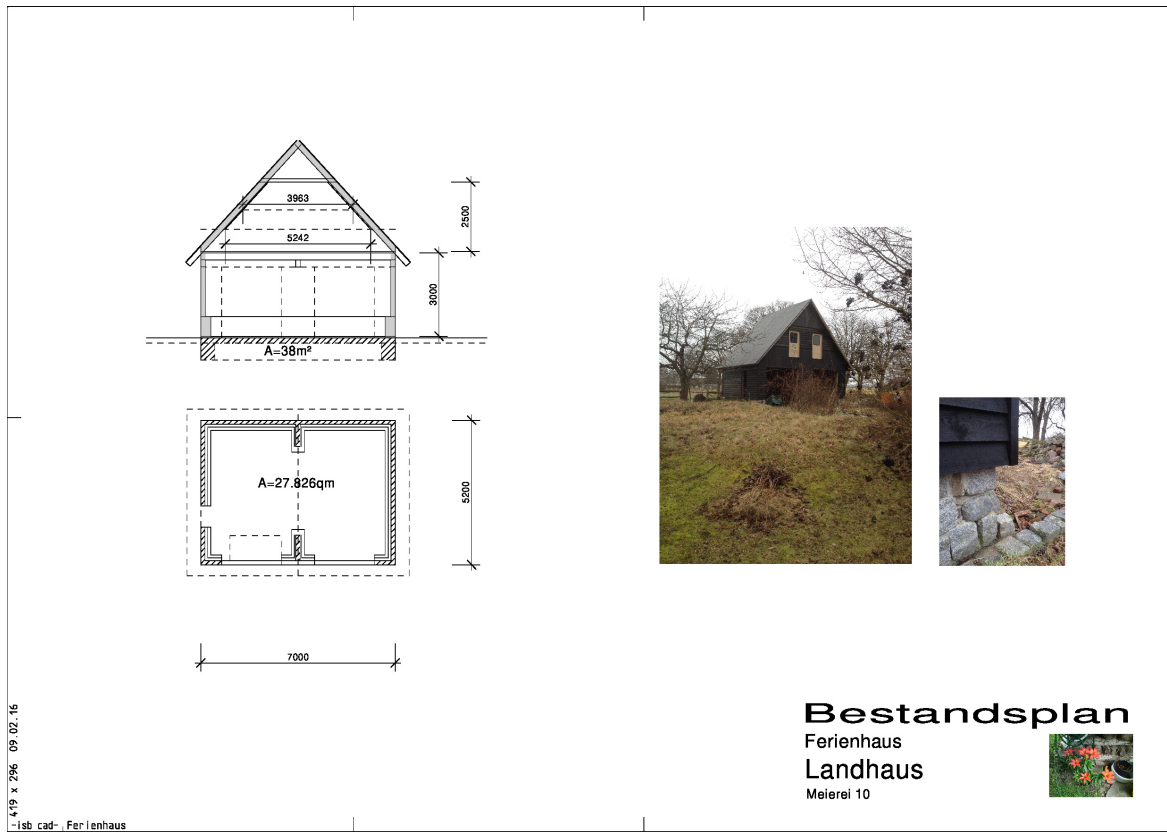 3963
2500
5242
3000
A=38m²
A=27.826qm
5200
7000
Bestandsplan
Ferienhaus
Landhaus
Meierei 10
419 x 296 09.02.16
-isb cad- Ferienhaus